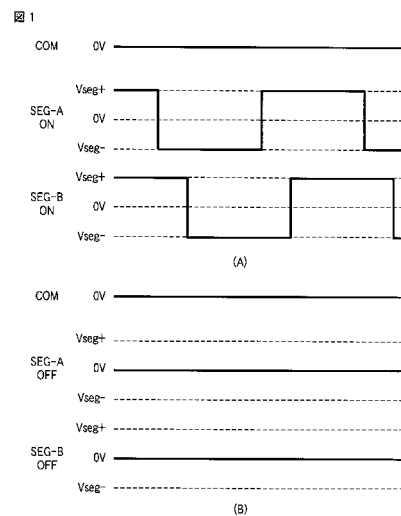 図1
COM 0V
Vseg+
SEG-A
ON
0V
Vseg-
Vseg+
SEG-B
ON
0V
Vseg-
(A)
COM 0V
Vseg+
SEG-A
OFF
0V
Vseg-
Vseg+
SEG-B
OFF
0V
Vseg-
(B)